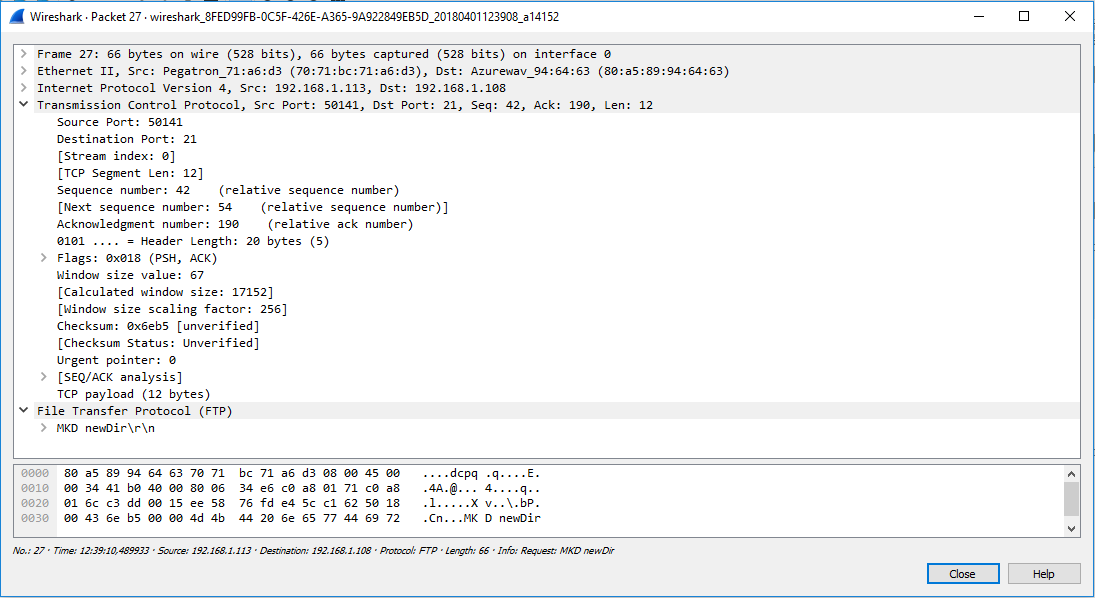 Wireshark · Packet 27 · wireshark_8FED99FB-0C5F-426E-A365-9A922849EB5D_20180401123908_a14152
Frame 27: 66 bytes on wire (528 bits), 66 bytes captured (528 bits) on interface 0
Ethernet II, Src: Pegatron_71:a6:d3 (70:71:bc:71:a6:d3), Dst: Azurewav_94:64:63 (80:a5:89:94:64:63)
Internet Protocol Version 4, Src: 192.168.1.113, Dst: 192.168.1.108
Transmission Control Protocol, Src Port: 50141, Dst Port: 21, Seq: 42, Ack: 190, Len: 12
Source Port: 50141
Destination Port: 21
[Stream index: 0]
[TCP Segment Len: 12]
Sequence number: 42    (relative sequence number)
[Next sequence number: 54    (relative sequence number)]
Acknowledgment number: 190    (relative ack number)
0101 .... = Header Length: 20 bytes (5)
Flags: 0x018 (PSH, ACK)
Window size value: 67
[Calculated window size: 17152]
[Window size scaling factor: 256]
Checksum: 0x6eb5 [unverified]
[Checksum Status: Unverified]
Urgent pointer: 0
[SEQ/ACK analysis]
TCP payload (12 bytes)
File Transfer Protocol (FTP)
MKD newDir\r\n
0000  80 a5 89 94 64 63 70 71  bc 71 a6 d3 08 00 45 00   ....dcpq .q....E.
0010  00 34 41 b0 40 00 80 06  34 e6 c0 a8 01 71 c0 a8   .4A.@... 4....q..
0020  01 6c c3 dd 00 15 ee 58  76 fd e4 5c c1 62 50 18   .l.....X v..\.bP.
0030  00 43 6e b5 00 00 4d 4b  44 20 6e 65 77 44 69 72   .Cn...MK D newDir
No.: 27 · Time: 12:39:10,489933 · Source: 192.168.1.113 · Destination: 192.168.1.108 · Protocol: FTP · Length: 66 · Info: Request: MKD newDir
Close Help